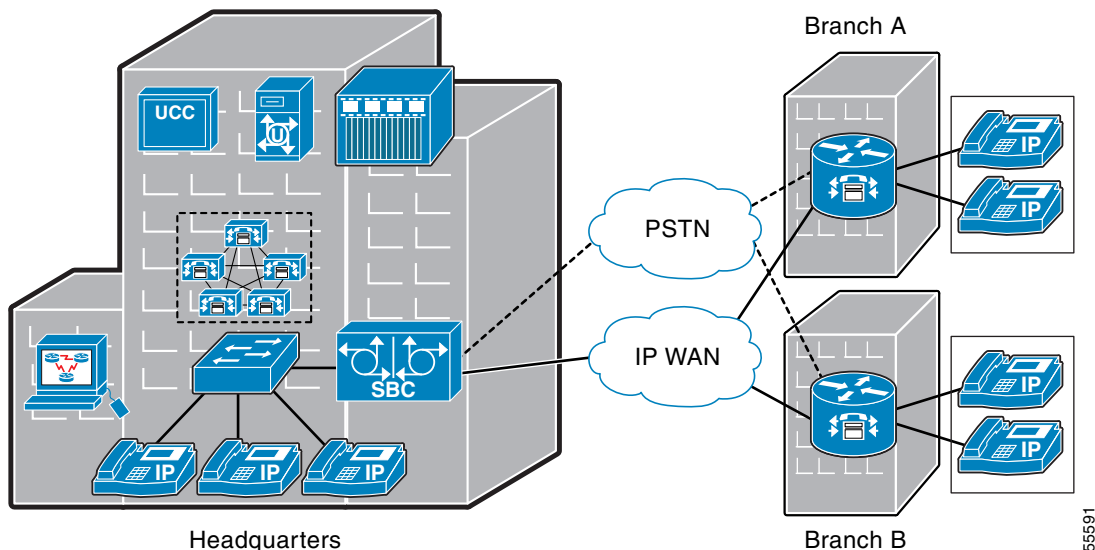 Branch A
UCC
U
IP
IP
PSTN
IP WAN
SBC
IP
IP
IP
IP
IP
Headquarters
Branch B
55591